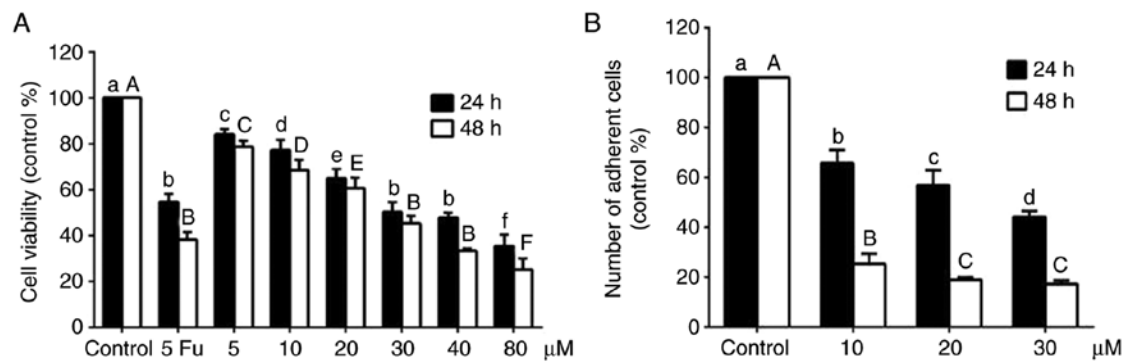 A
Cell viability (control %)
120
100
80
60
40
20
0
a A
b B
c C
d D
e E
b B
b B
f F
24 h
48 h
Control 5 Fu 5 10 20 30 40 80 μM
B
Number of adherent cells
(control %)
120
100
80
60
40
20
0
a A
b B
c C
d C
24 h
48 h
Control 10 20 30 μM